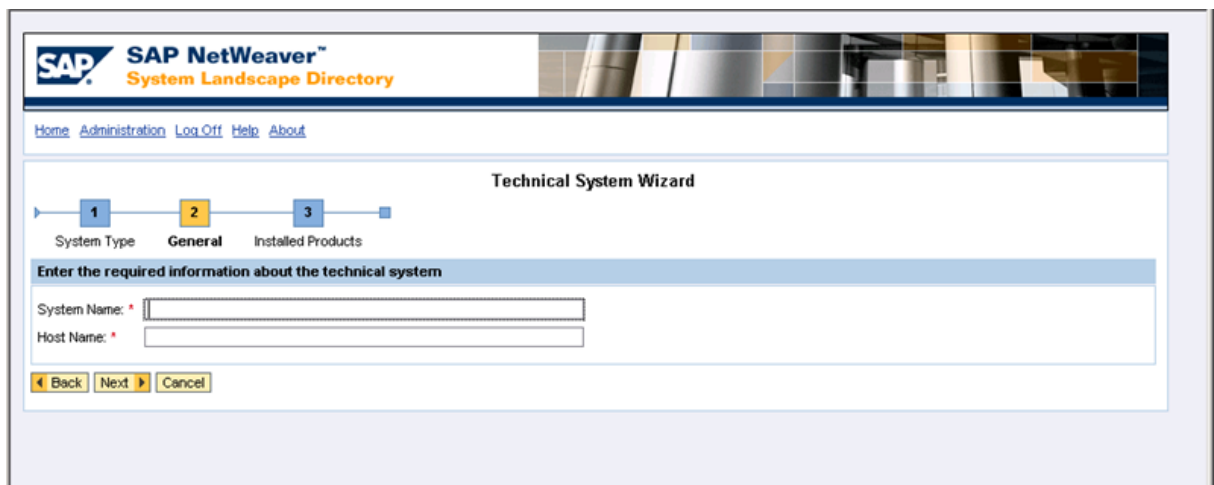 SAP
SAP NetWeaver™
System Landscape Directory
Home Administration Log Off Help About
Technical System Wizard
1 2 3
System Type General Installed Products
Enter the required information about the technical system
System Name: *
Host Name: *
Back Next Cancel